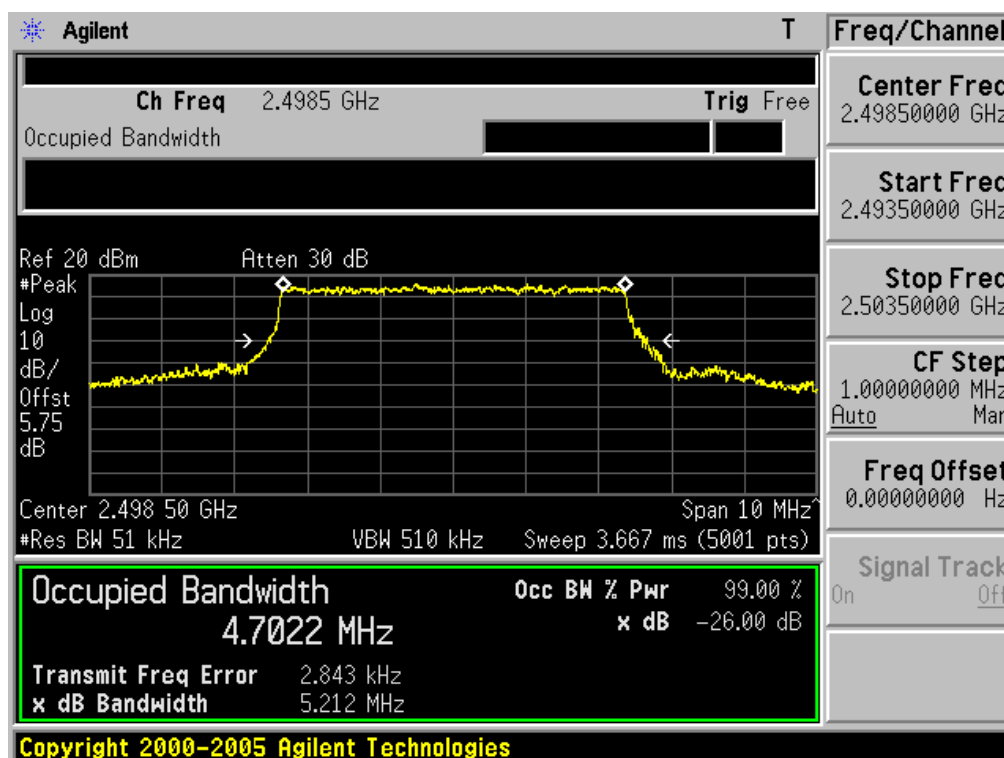 Agilent T
Freq/Channel
Ch Freq 2.4985 GHz Trig Free
Occupied Bandwidth
Center Freq
2.49850000 GHz
Start Freq
2.49350000 GHz
Stop Freq
2.50350000 GHz
CF Step
1.00000000 MHz
Auto Man
Freq Offset
0.00000000 Hz
Signal Track
On Off
Ref 20 dBm Atten 30 dB
#Peak
Log
10
dB/
Offst
5.75
dB
Center 2.498 50 GHz Span 10 MHz^
#Res BW 51 kHz VBW 510 kHz Sweep 3.667 ms (5001 pts)
Occupied Bandwidth Occ BW % Pwr 99.00 %
4.7022 MHz x dB -26.00 dB
Transmit Freq Error 2.843 kHz
x dB Bandwidth 5.212 MHz
Copyright 2000-2005 Agilent Technologies